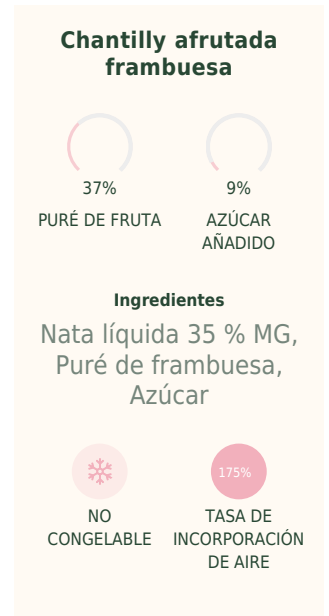 Chantilly afrutada
frambuesa
37%
9%
PURÉ DE FRUTA
AZÚCAR
AÑADIDO
Ingredientes
Nata líquida 35 % MG,
Puré de frambuesa,
Azúcar
175%
NO
CONGELABLE
TASA DE
INCORPORACIÓN
DE AIRE